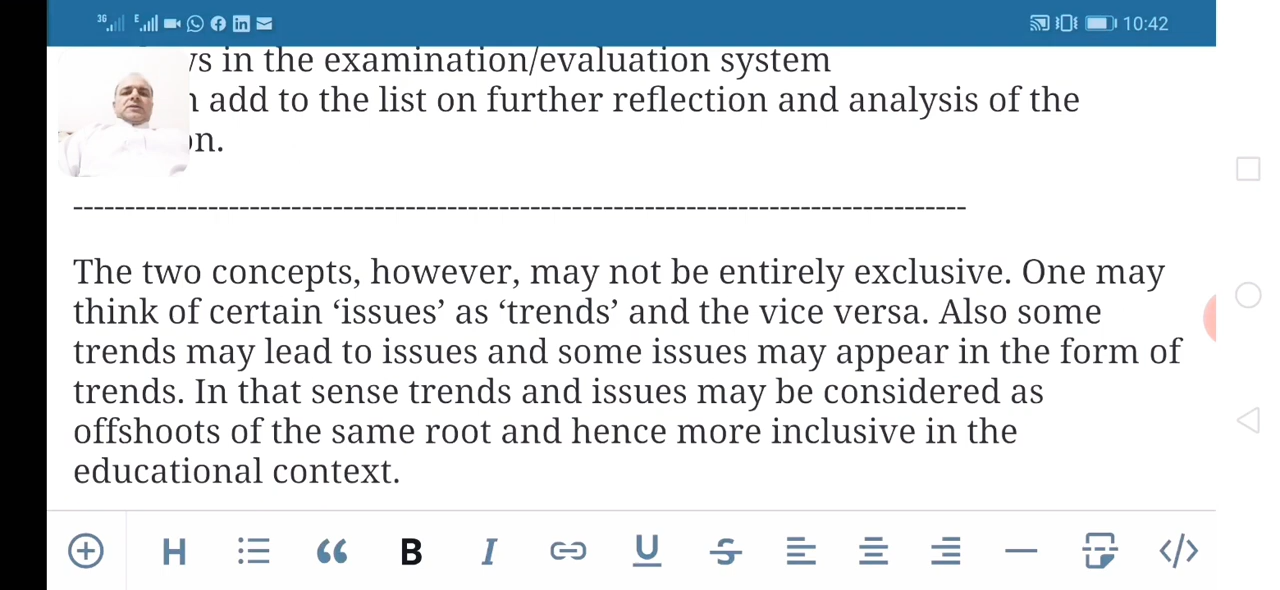 3G E 10:42
in the examination/evaluation system
add to the list on further reflection and analysis of the
--------------------------------------------------------------------------------------
The two concepts, however, may not be entirely exclusive. One may
think of certain ‘issues’ as ‘trends’ and the vice versa. Also some
trends may lead to issues and some issues may appear in the form of
trends. In that sense trends and issues may be considered as
offshoots of the same root and hence more inclusive in the
educational context.
H B I U S